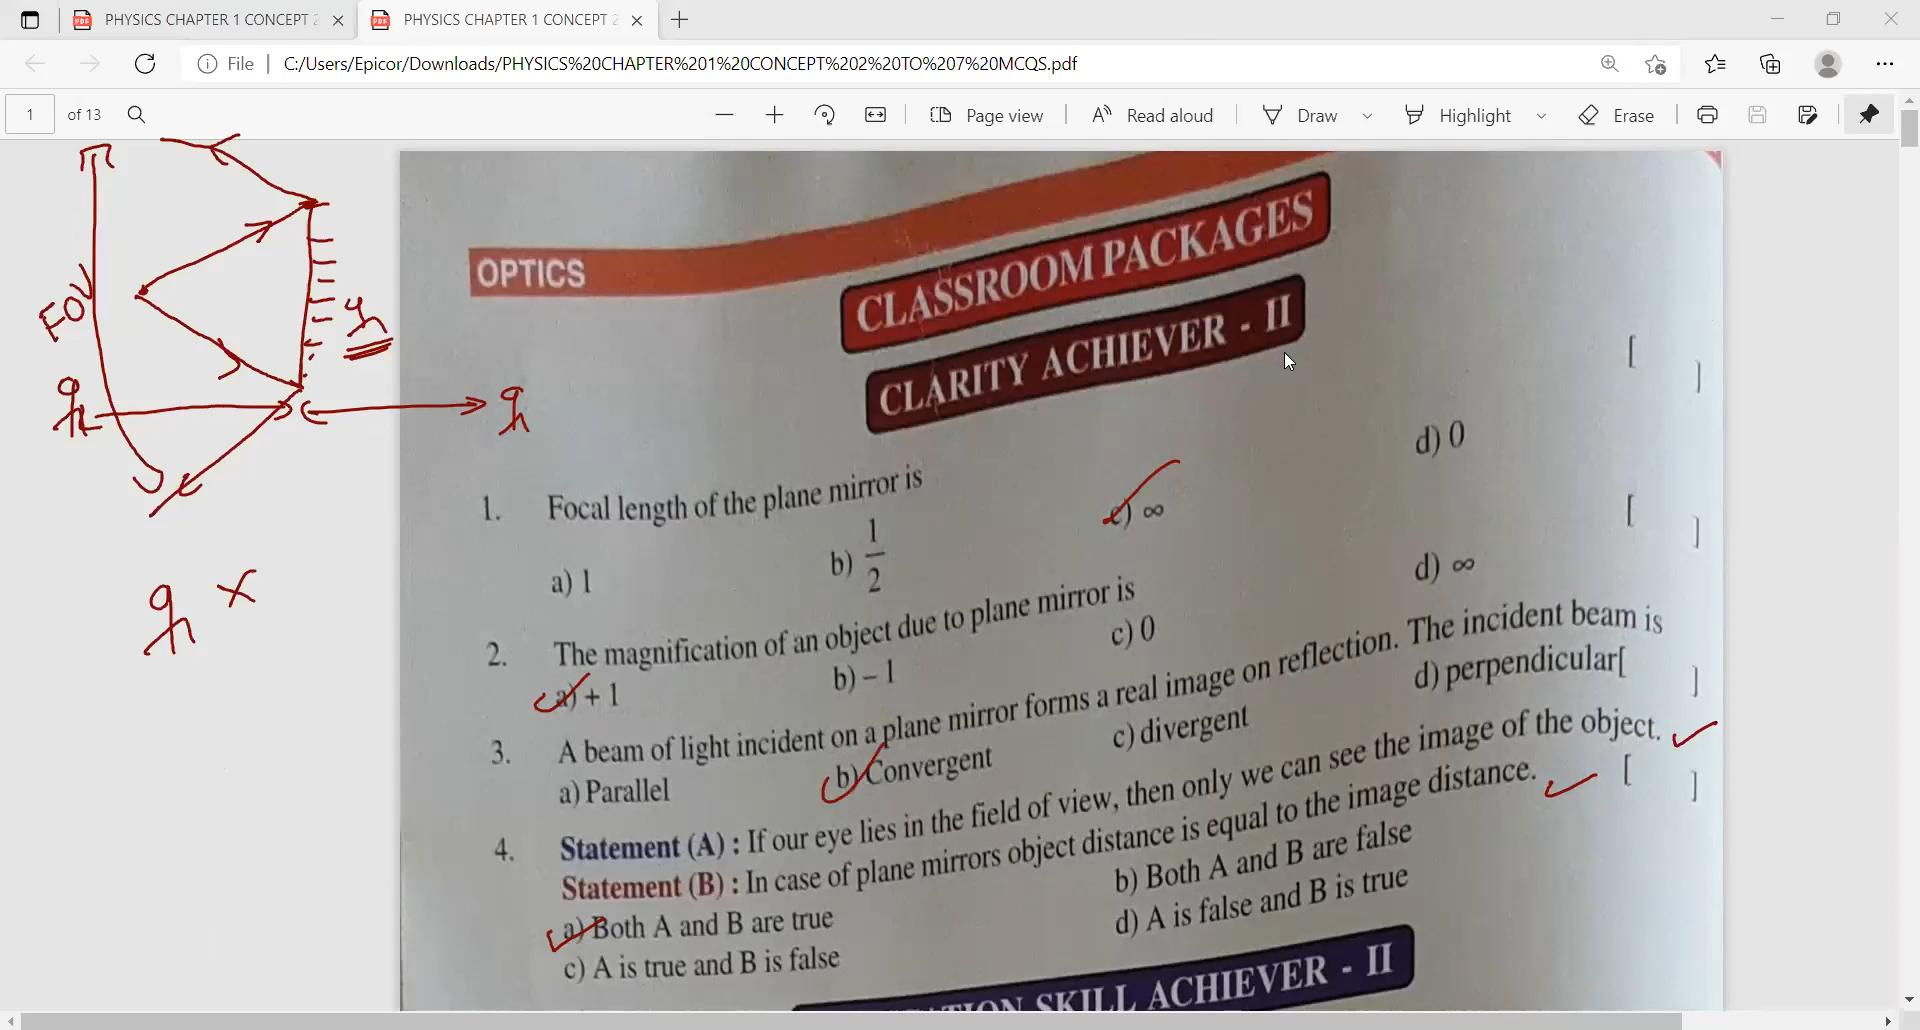 PHYSICS CHAPTER 1 CONCEPT 2
PHYSICS CHAPTER 1 CONCEPT 2
File
C:/Users/Epicor/Downloads/PHYSICS%20CHAPTER%201%20CONCEPT%202%20TO%207%20MCQS.pdf
1 of 13
Page view
Read aloud
Draw
Highlight
Erase
FOV
OPTICS
CLASSROOM PACKAGES
CLARITY ACHIEVER - II
[ ]
1. Focal length of the plane mirror is
a) 1 b) 1/2 c) ∞ d) 0
[ ]
2. The magnification of an object due to plane mirror is
a) + 1 b) – 1 c) 0 d) ∞
3. A beam of light incident on a plane mirror forms a real image on reflection. The incident beam is
a) Parallel b) Convergent c) divergent d) perpendicular[ ]
4. Statement (A) : If our eye lies in the field of view, then only we can see the image of the object.
Statement (B) : In case of plane mirrors object distance is equal to the image distance. [ ]
a) Both A and B are true b) Both A and B are false
c) A is true and B is false d) A is false and B is true
SKILL ACHIEVER - II